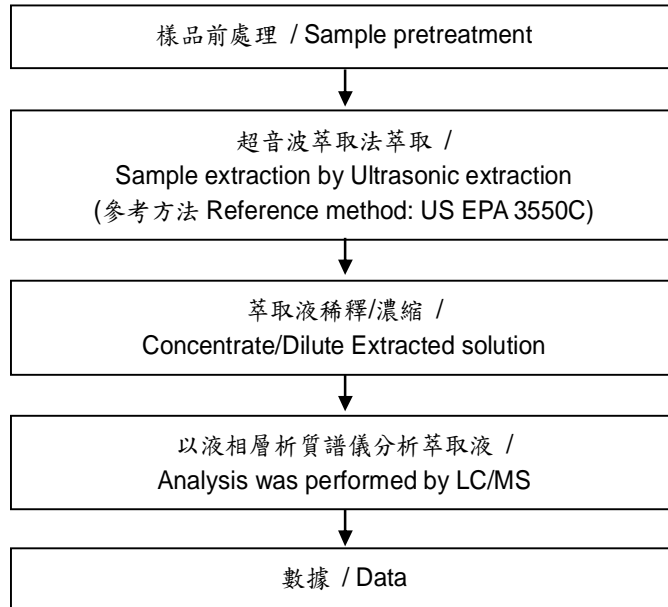 樣品前處理 / Sample pretreatment
超音波萃取法萃取 /
Sample extraction by Ultrasonic extraction
(參考方法 Reference method: US EPA 3550C)
萃取液稀釋/濃縮 /
Concentrate/Dilute Extracted solution
以液相層析質譜儀分析萃取液 /
Analysis was performed by LC/MS
數據 / Data